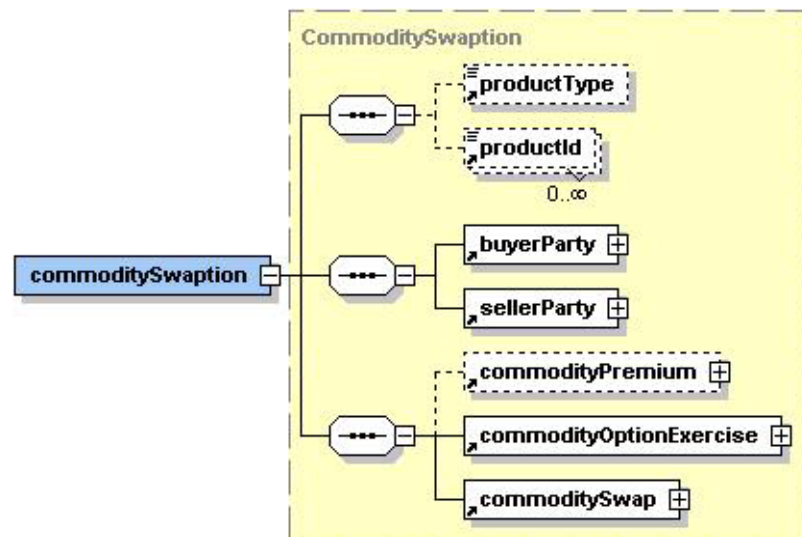 CommoditySwaption
productType
productId
0..∞
buyerParty
commoditySwaption
sellerParty
commodityPremium
commodityOptionExercise
commoditySwap